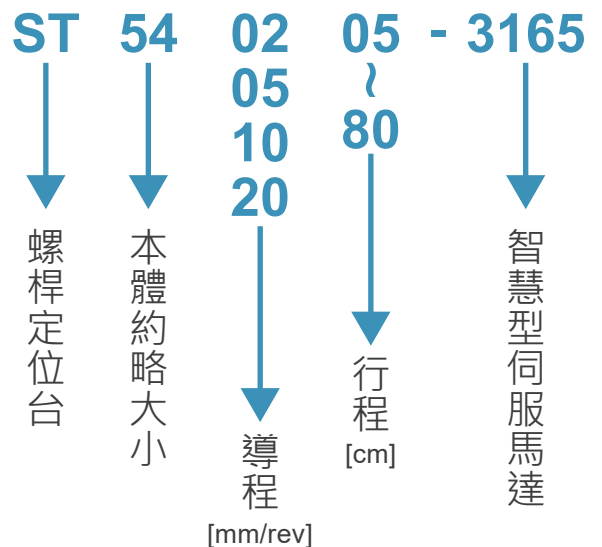 ST 54 02 05 - 3165
05 ~
10 80
20
螺桿定位台
本體約略大小
導程
[mm/rev]
行程
[cm]
智慧型伺服馬達